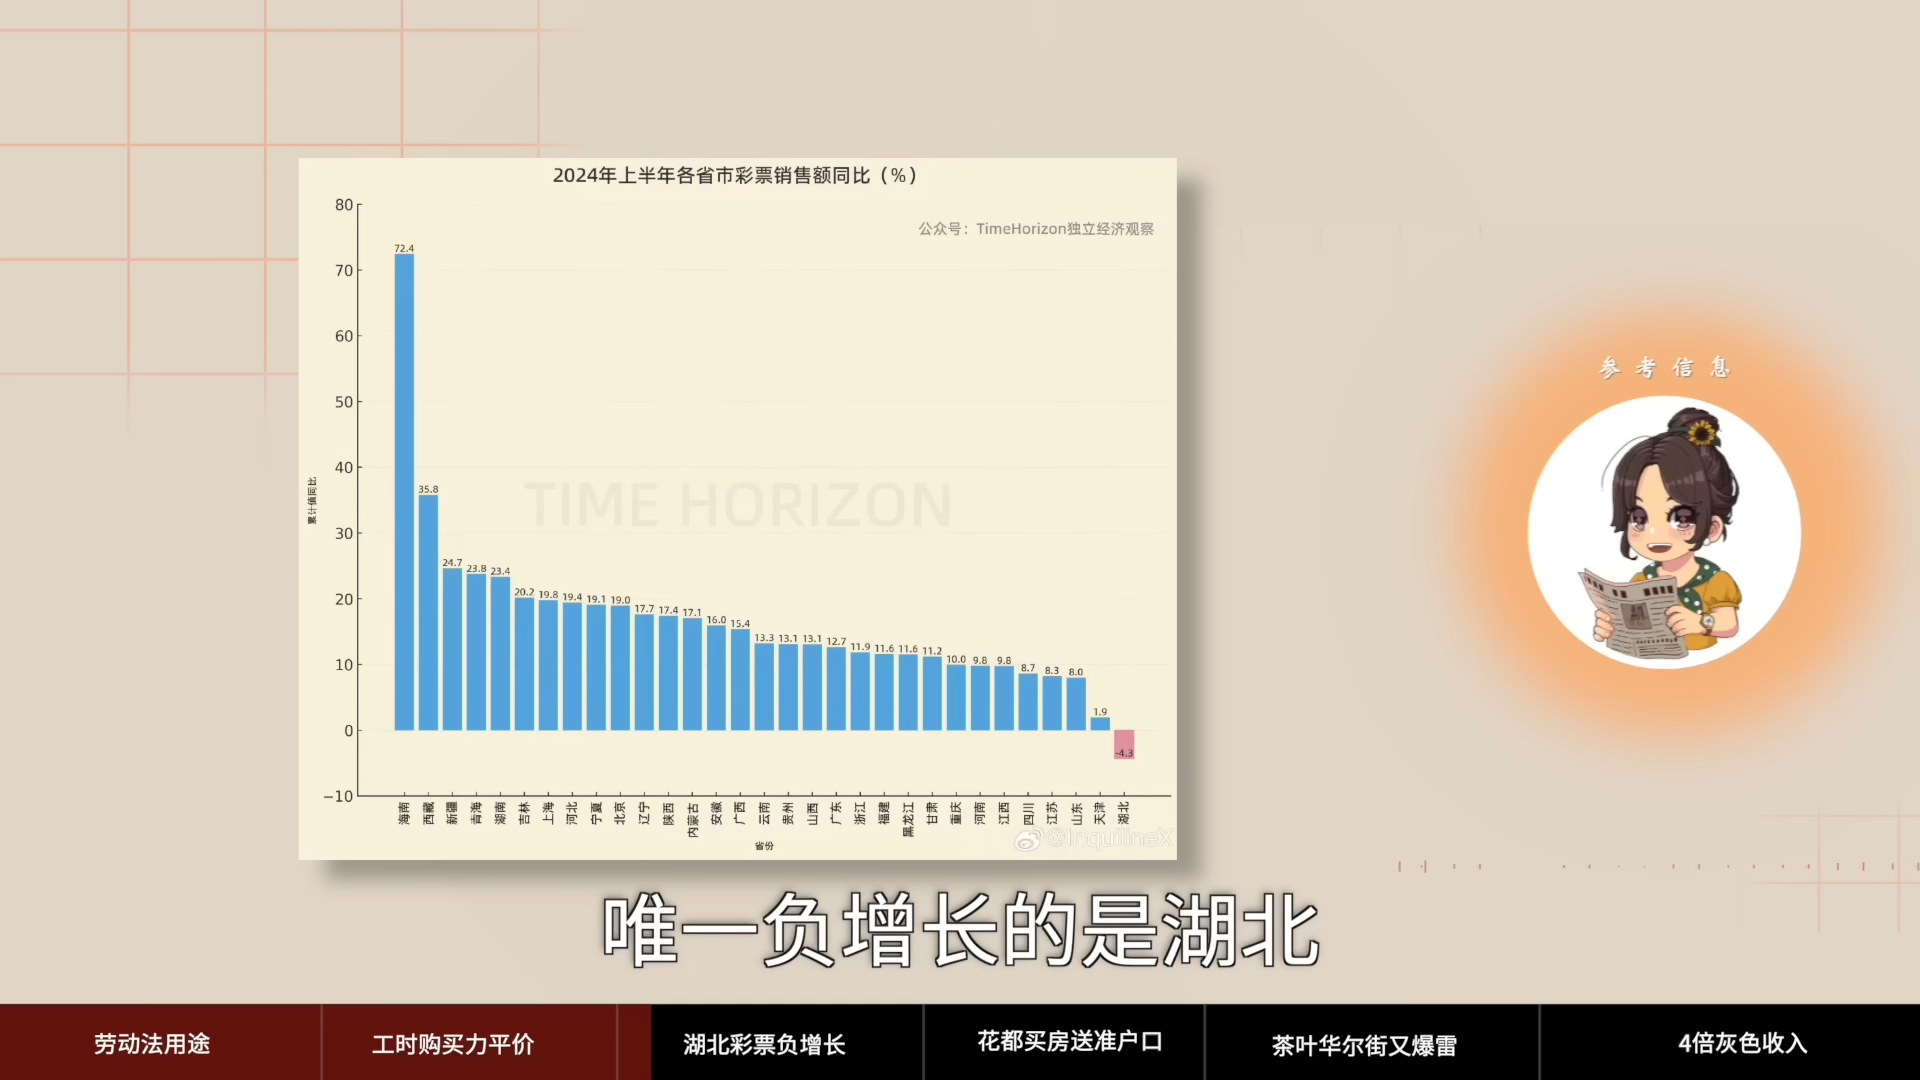 2024年上半年各省市彩票销售额同比（%）
公众号：TimeHorizon独立经济观察
80
70
60
50
40
30
20
10
0
−10
累计值同比
72.4
35.8
24.7
23.8
23.4
20.2
19.8
19.4
19.1
19.0
17.7
17.4
17.1
16.0
15.4
13.3
13.1
13.1
12.7
11.9
11.6
11.6
11.2
10.0
9.8
9.8
8.7
8.3
8.0
1.9
-4.3
TIME HORIZON
海南
西藏
新疆
青海
湖南
吉林
上海
河北
宁夏
北京
辽宁
陕西
内蒙古
安徽
广西
云南
贵州
山西
广东
浙江
福建
黑龙江
甘肃
重庆
河南
江西
四川
江苏
山东
天津
湖北
省份
@InquilineX
参考信息
唯一负增长的是湖北
劳动法用途
工时购买力平价
湖北彩票负增长
花都买房送准户口
茶叶华尔街又爆雷
4倍灰色收入